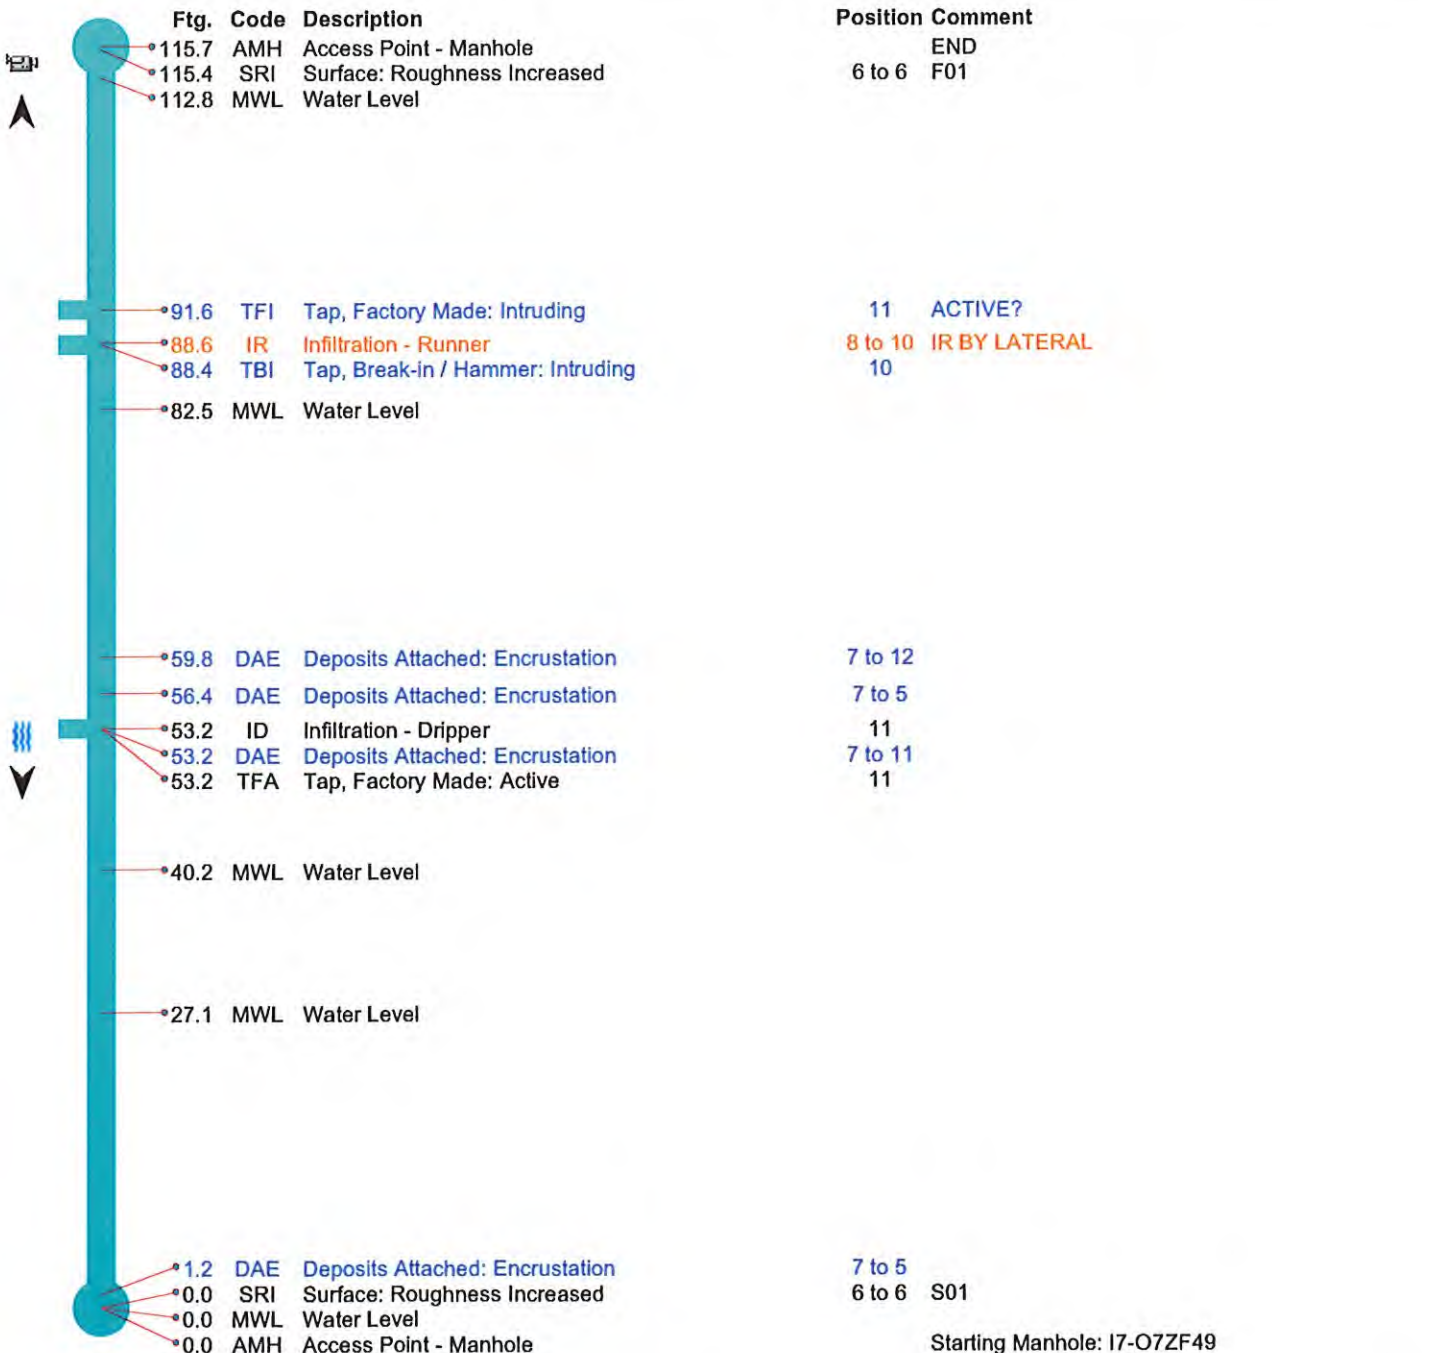 Ftg. Code Description Position Comment
115.7 AMH Access Point - Manhole END
115.4 SRI Surface: Roughness Increased 6 to 6 F01
112.8 MWL Water Level
91.6 TFI Tap, Factory Made: Intruding 11 ACTIVE?
88.6 IR Infiltration - Runner 8 to 10 IR BY LATERAL
88.4 TBI Tap, Break-in / Hammer: Intruding 10
82.5 MWL Water Level
59.8 DAE Deposits Attached: Encrustation 7 to 12
56.4 DAE Deposits Attached: Encrustation 7 to 5
53.2 ID Infiltration - Dripper 11
53.2 DAE Deposits Attached: Encrustation 7 to 11
53.2 TFA Tap, Factory Made: Active 11
40.2 MWL Water Level
27.1 MWL Water Level
1.2 DAE Deposits Attached: Encrustation 7 to 5
0.0 SRI Surface: Roughness Increased 6 to 6 S01
0.0 MWL Water Level
0.0 AMH Access Point - Manhole Starting Manhole: I7-O7ZF49